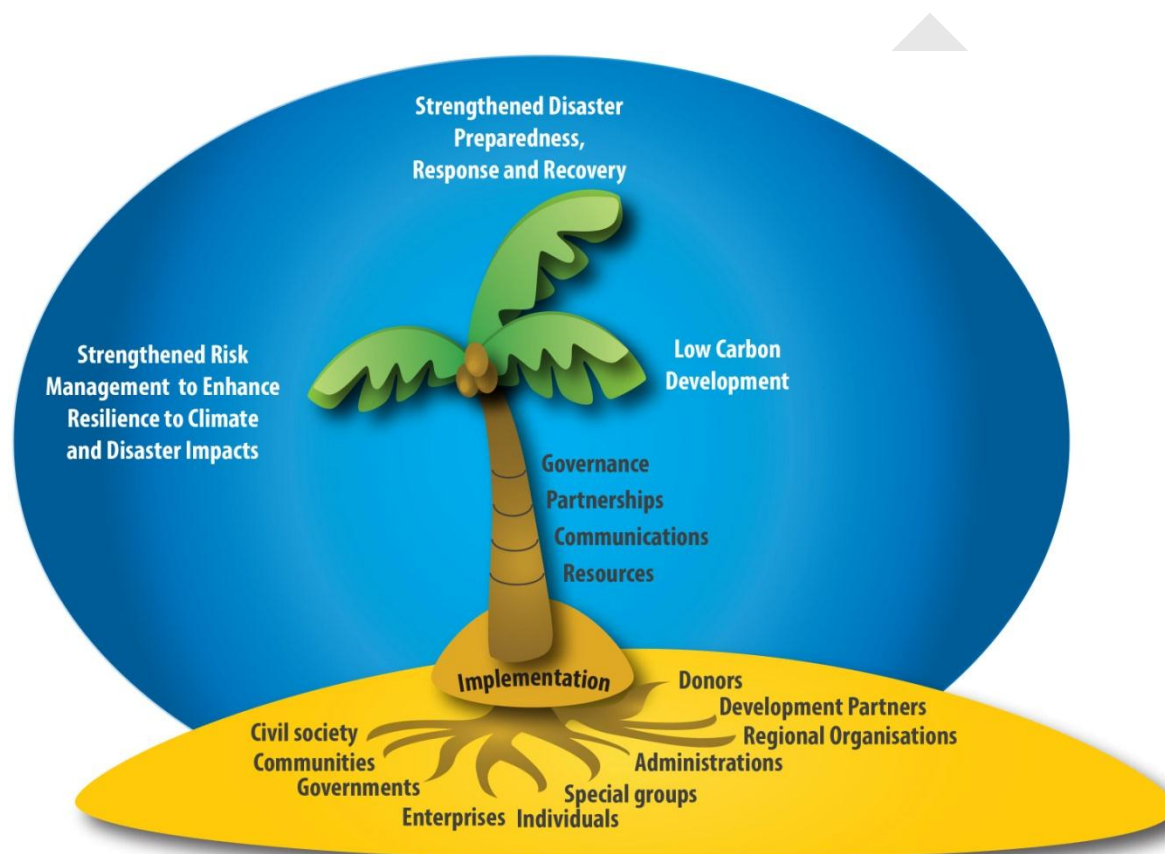 Strengthened Disaster
Preparedness,
Response and Recovery
Strengthened Risk
Management to Enhance
Resilience to Climate
and Disaster Impacts
Low Carbon
Development
Governance
Partnerships
Communications
Resources
Implementation
Civil society
Communities
Governments
Enterprises
Individuals
Special groups
Administrations
Regional Organisations
Development Partners
Donors